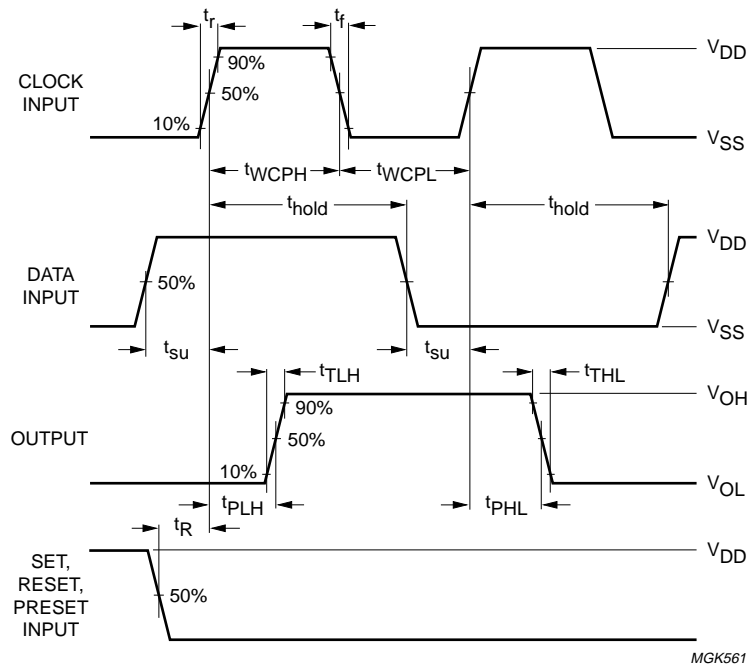 tr
tf
VDD
90%
CLOCK
INPUT
50%
10%
VSS
tWCPH
tWCPL
thold
thold
VDD
DATA
INPUT
50%
VSS
tsu
tsu
tTLH
tTHL
VOH
90%
OUTPUT
50%
10%
VOL
tPLH
tPHL
tR
VDD
SET,
RESET,
PRESET
INPUT
50%
MGK561